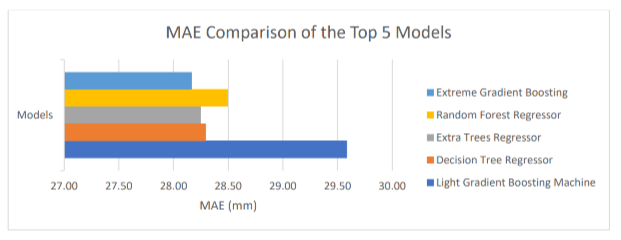 MAE Comparison of the Top 5 Models
Models
Extreme Gradient Boosting
Random Forest Regressor
Extra Trees Regressor
Decision Tree Regressor
Light Gradient Boosting Machine
27.00 27.50 28.00 28.50 29.00 29.50 30.00
MAE (mm)